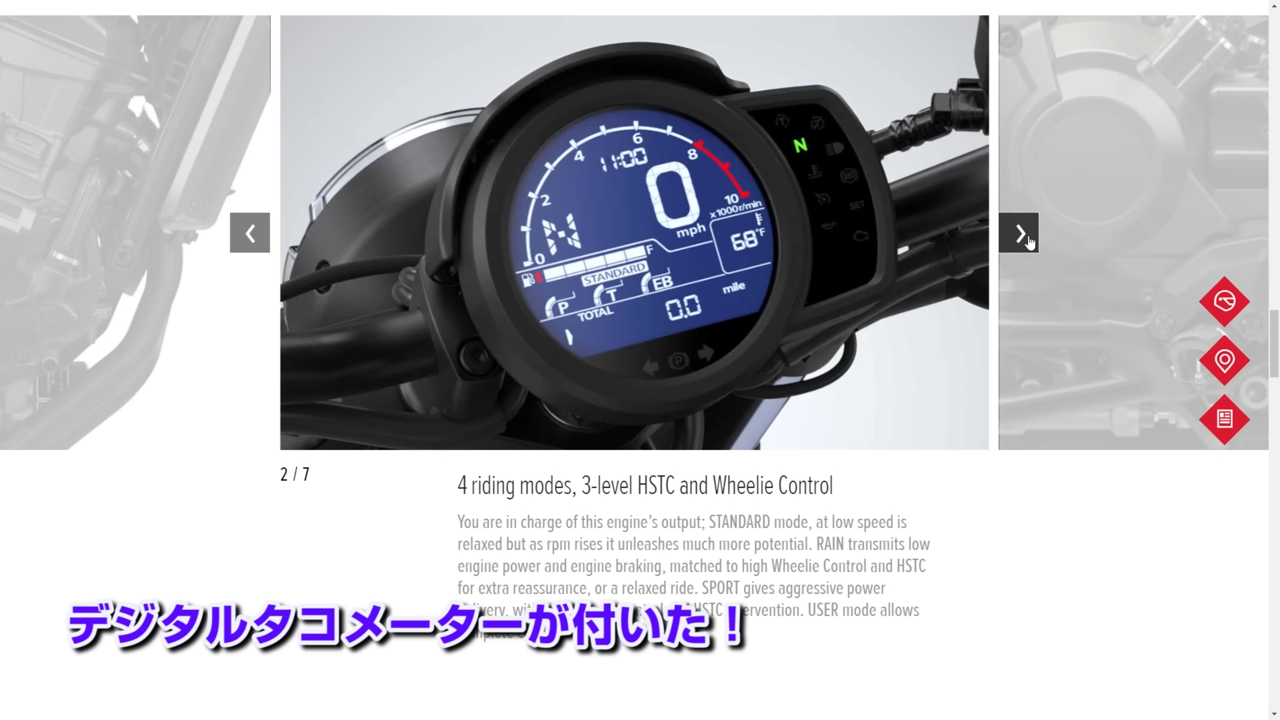 2
4
6
8
10
0
11:00
0
x1000r/min
mph
N
N
F
68°F
STANDARD
P T EB
TOTAL 0.0 mile
P
2 / 7
4 riding modes, 3-level HSTC and Wheelie Control
You are in charge of this engine's output; STANDARD mode, at low speed is
relaxed but as rpm rises it unleashes much more potential. RAIN transmits low
engine power and engine braking, matched to high Wheelie Control and HSTC
for extra reassurance, or a relaxed ride. SPORT gives aggressive power
USER mode allows
デジタルタコメーターが付いた！